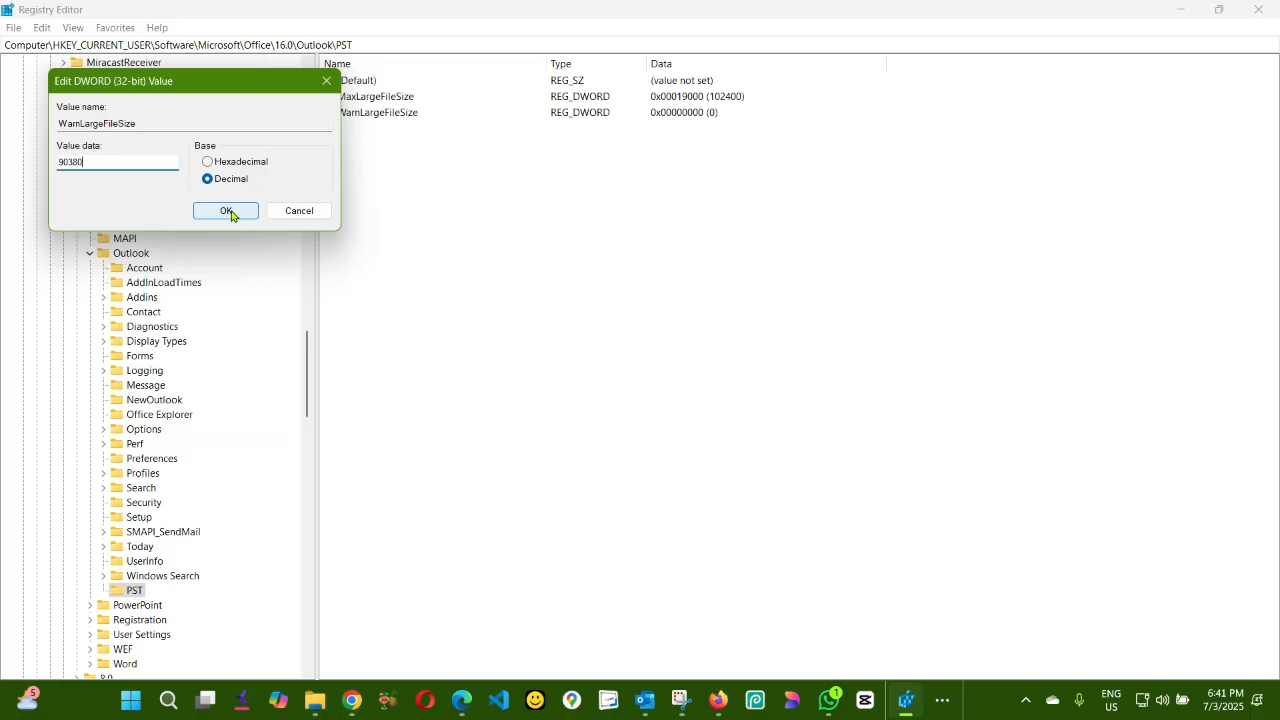 Registry Editor
File Edit View Favorites Help
Computer\HKEY_CURRENT_USER\Software\Microsoft\Office\16.0\Outlook\PST
MiracastReceiver
Name Type Data
Default) REG_SZ (value not set)
MaxLargeFileSize REG_DWORD 0x00019000 (102400)
WarnLargeFileSize REG_DWORD 0x00000000 (0)
Edit DWORD (32-bit) Value
Value name:
WarnLargeFileSize
Value data:
90380
Base
Hexadecimal
Decimal
OK Cancel
MAPI
Outlook
Account
AddInLoadTimes
Addins
Contact
Diagnostics
Display Types
Forms
Logging
Message
NewOutlook
Office Explorer
Options
Perf
Preferences
Profiles
Search
Security
Setup
SMAPI_SendMail
Today
UserInfo
Windows Search
PST
PowerPoint
Registration
User Settings
WEF
Word
8.0
5
1
ENG
US
6:41 PM
7/3/2025